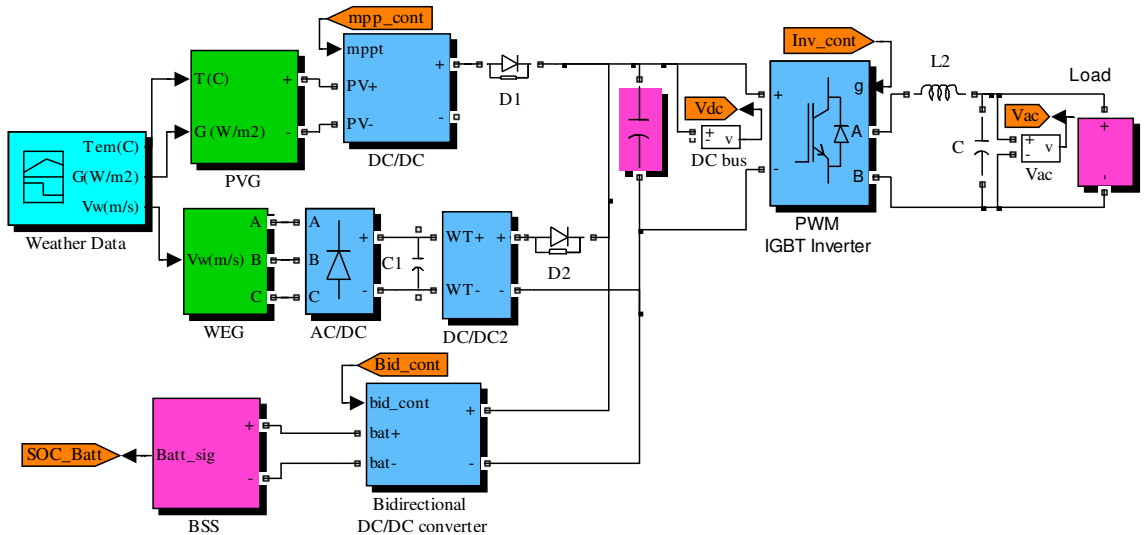 mpp_cont
mppt
PV+
PV-
+
-
DC/DC
D1
T(C)
G (W/m2)
+
-
PVG
Tem(C)
G(W/m2)
Vw(m/s)
Weather Data
Vw(m/s)
A
B
C
WEG
A
B
C
+
-
AC/DC
C1
WT+
WT-
+
-
DC/DC2
D2
Vdc
+
-
v
DC bus
Inv_cont
+
-
g
A
B
PWM
IGBT Inverter
L2
C
Vac
+
-
v
Vac
Load
+
-
Bid_cont
bid_cont
bat+
bat-
+
-
Bidirectional
DC/DC converter
SOC_Batt
Batt_sig
+
-
BSS